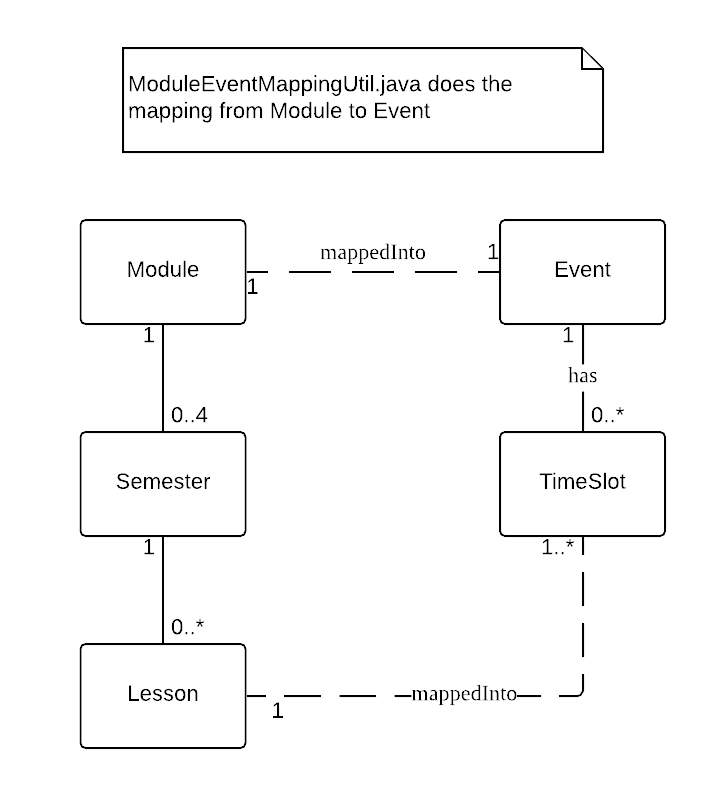 ModuleEventMappingUtil.java does the
mapping from Module to Event
Module
mappedInto
1
1
Event
1
1
has
0..4
0..*
Semester
TimeSlot
1
1..*
0..*
Lesson
mappedInto
1